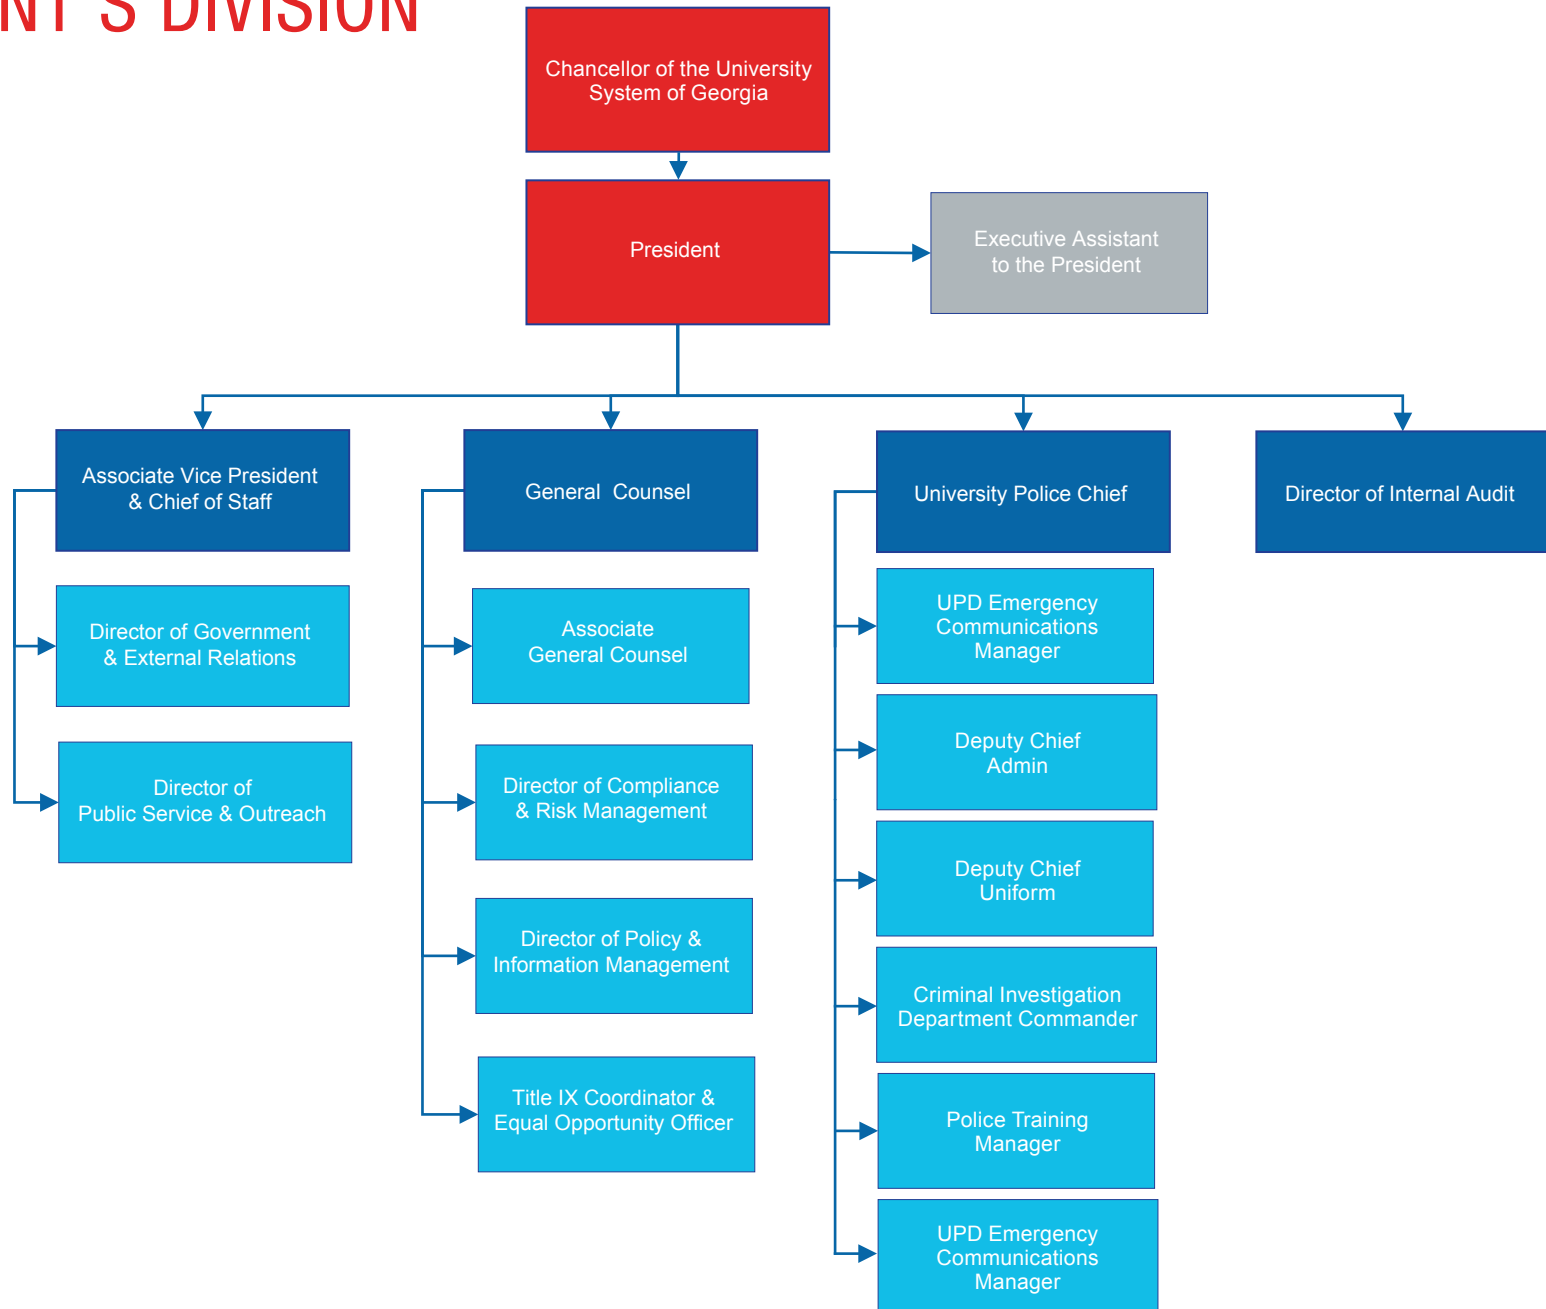 NT'S DIVISION
Chancellor of the University
System of Georgia
President
Executive Assistant
to the President
Associate Vice President
& Chief of Staff
General Counsel
University Police Chief
Director of Internal Audit
Director of Government
& External Relations
Director of
Public Service & Outreach
Associate
General Counsel
Director of Compliance
& Risk Management
Director of Policy &
Information Management
Title IX Coordinator &
Equal Opportunity Officer
UPD Emergency
Communications
Manager
Deputy Chief
Admin
Deputy Chief
Uniform
Criminal Investigation
Department Commander
Police Training
Manager
UPD Emergency
Communications
Manager